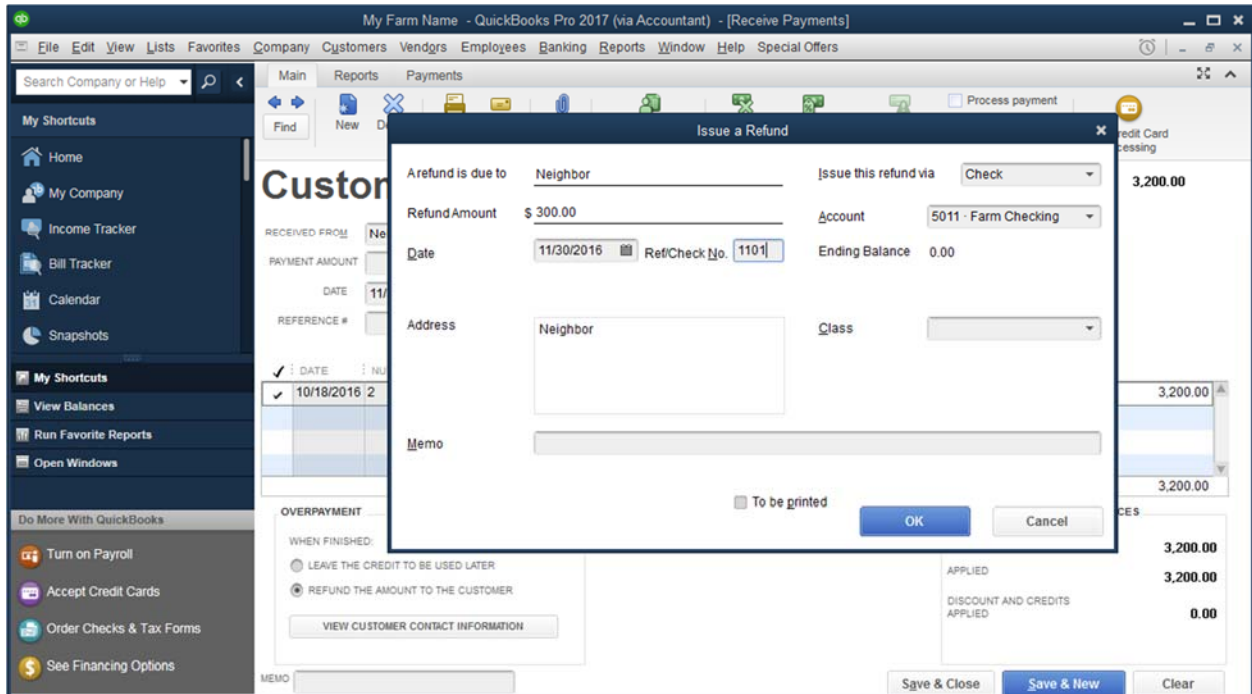 qb My Farm Name - QuickBooks Pro 2017 (via Accountant) - [Receive Payments]
File Edit View Lists Favorites Company Customers Vendors Employees Banking Reports Window Help Special Offers
Search Company or Help
Main Reports Payments
My Shortcuts
Home
My Company
Income Tracker
Bill Tracker
Calendar
Snapshots
My Shortcuts
View Balances
Run Favorite Reports
Open Windows
Do More With QuickBooks
Turn on Payroll
Accept Credit Cards
Order Checks & Tax Forms
$ See Financing Options
Find New D Process payment
redit Card
cessing
Custor 3,200.00
RECEIVED FROM Ne
PAYMENT AMOUNT
DATE 11/
REFERENCE #
DATE NU
10/18/2016 2 3,200.00
3,200.00
Issue a Refund
A refund is due to Neighbor Issue this refund via Check
Refund Amount $ 300.00 Account 5011 · Farm Checking
Date 11/30/2016 Ref/Check No. 1101 Ending Balance 0.00
Address Neighbor Class
Memo
To be printed
OK Cancel
OVERPAYMENT CES
WHEN FINISHED:
LEAVE THE CREDIT TO BE USED LATER
REFUND THE AMOUNT TO THE CUSTOMER
VIEW CUSTOMER CONTACT INFORMATION
3,200.00
APPLIED 3,200.00
DISCOUNT AND CREDITS
APPLIED 0.00
MEMO
Save & Close Save & New Clear